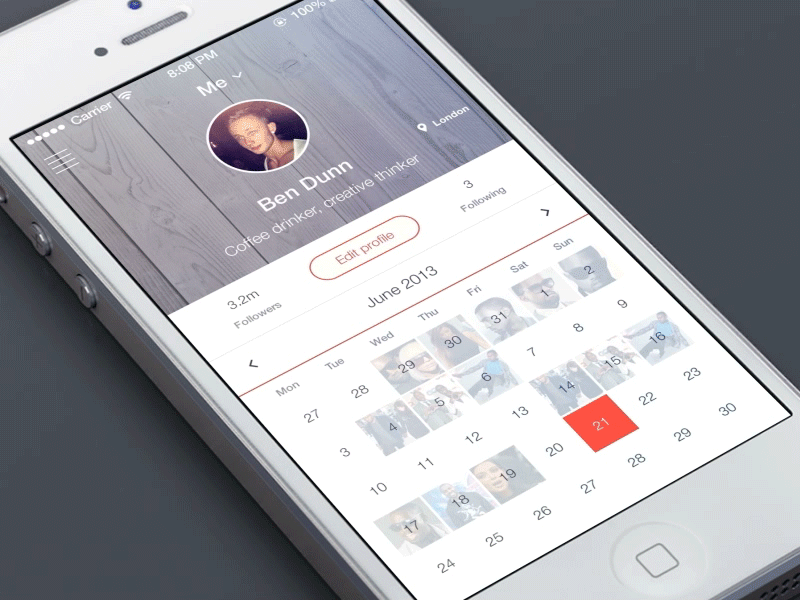 Carrier 8:08 PM 100%
Me
London
Ben Dunn
Coffee drinker, creative thinker
3.2m Followers
Edit profile
3 Following
June 2013
Mon Tue Wed Thu Fri Sat Sun
27 28 29 30 31 1 2
3 4 5 6 7 8 9
10 11 12 13 14 15 16
17 18 19 20 21 22 23
24 25 26 27 28 29 30